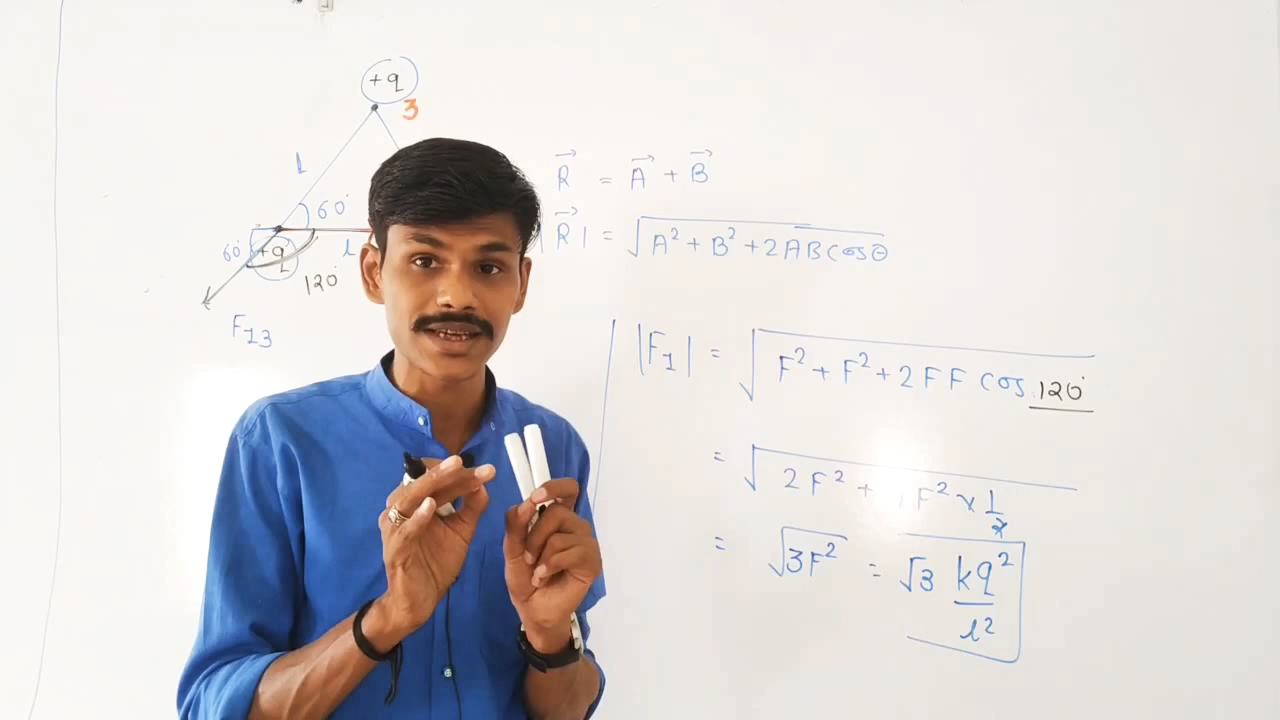 +q
3
l
60°
60°
+q
l
120°
F₁₃
R⃗ = A⃗ + B⃗
|R⃗| = √(A² + B² + 2ABCosθ)
|F₁| = √(F² + F² + 2FF Cos 120°)
= √(2F² + F² × 1/2)
= √3F² = √3 kq²/l²